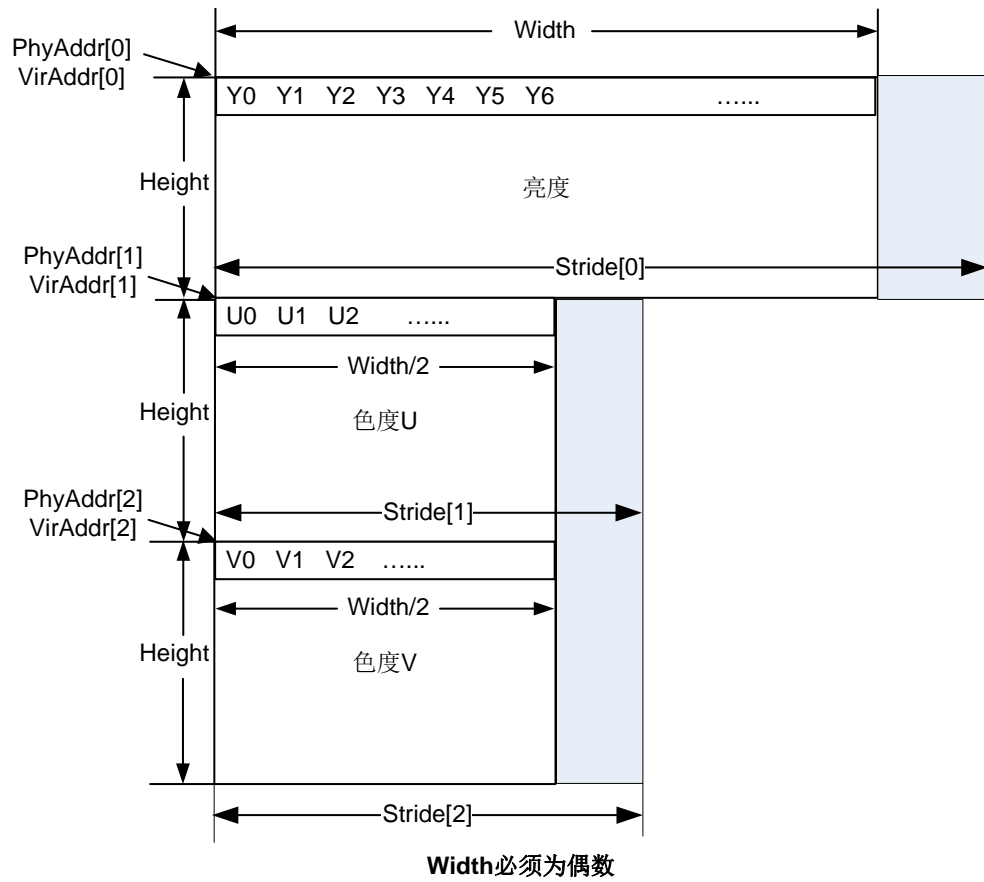 Width
PhyAddr[0]
VirAddr[0]
Y0 Y1 Y2 Y3 Y4 Y5 Y6 …...
Height
亮度
PhyAddr[1]
VirAddr[1]
Stride[0]
U0 U1 U2 …...
Width/2
Height
色度U
PhyAddr[2]
VirAddr[2]
Stride[1]
V0 V1 V2 …...
Width/2
Height
色度V
Stride[2]
Width必须为偶数